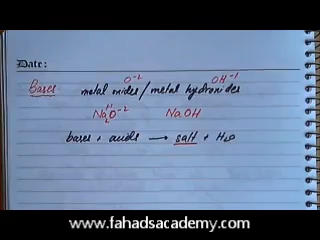 Date:
O⁻² OH⁻¹
Bases metal oxides / metal hydroxides
Na₂⁺¹O⁻² NaOH
bases + acids → salt + H₂O
www.fahadsacademy.com